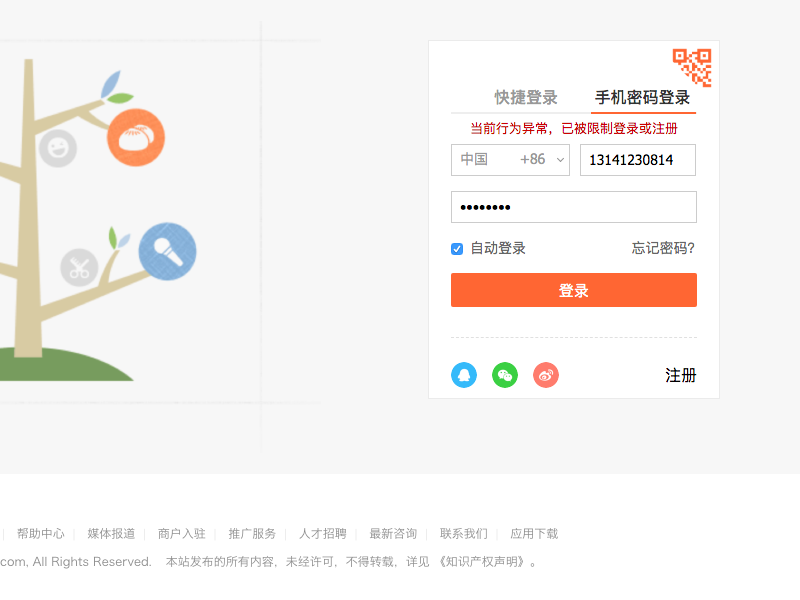 快捷登录 手机密码登录
当前行为异常，已被限制登录或注册
中国 +86 13141230814
••••••••
自动登录 忘记密码?
登录
注册
帮助中心 媒体报道 商户入驻 推广服务 人才招聘 最新咨询 联系我们 应用下载
com, All Rights Reserved. 本站发布的所有内容，未经许可，不得转载，详见 《知识产权声明》。